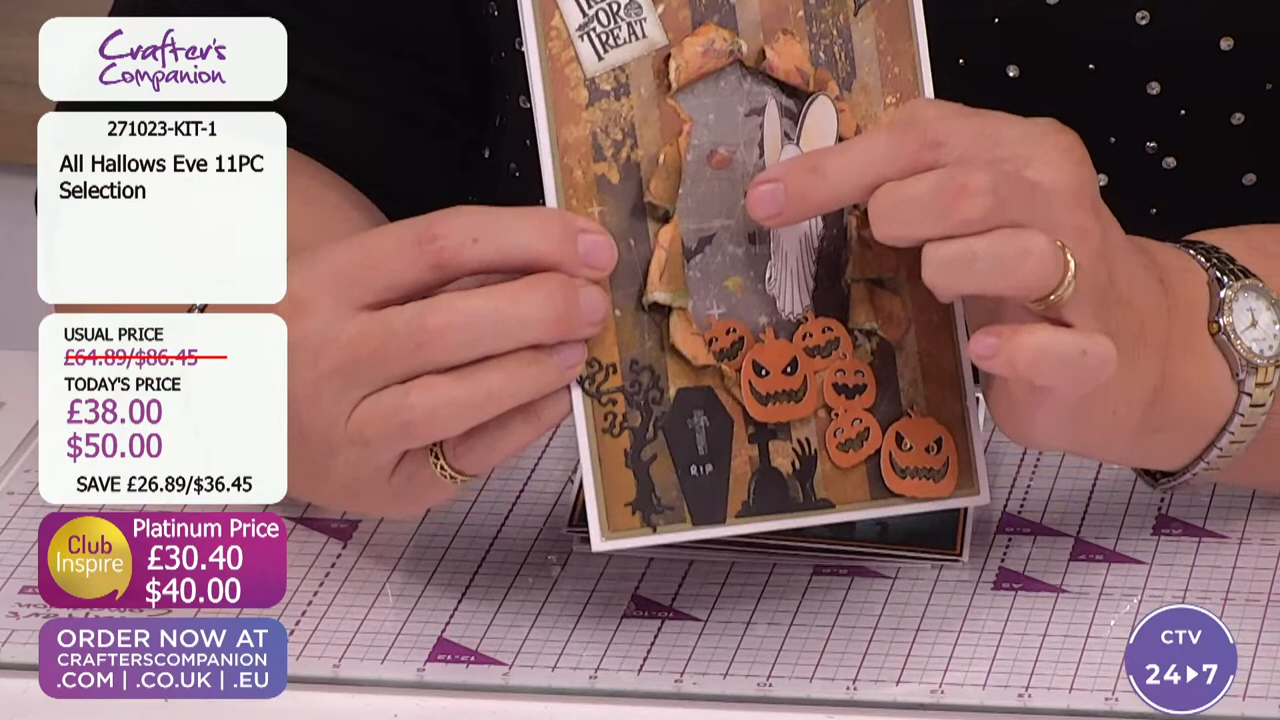 Crafter's
Companion
271023-KIT-1
All Hallows Eve 11PC
Selection
USUAL PRICE
£64.89/$86.45
TODAY'S PRICE
£38.00
$50.00
SAVE £26.89/$36.45
Club
Inspire
Platinum Price
£30.40
$40.00
ORDER NOW AT
CRAFTERSCOMPANION
.COM | .CO.UK | .EU
OR
TREAT
RIP
CTV
24▶7